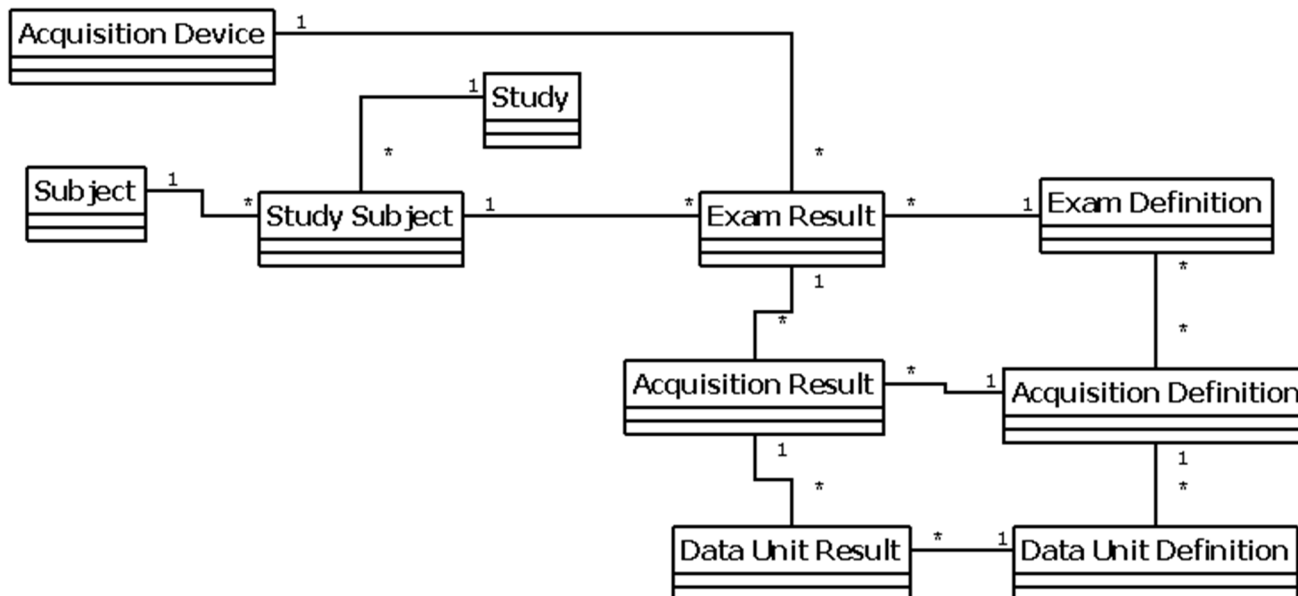 Acquisition Device 1
1 Study
*
*
Subject 1
* Study Subject 1
* Exam Result *
1 Exam Definition
1
*
*
*
Acquisition Result *
1 Acquisition Definition
1
*
1
*
Data Unit Result *
1 Data Unit Definition